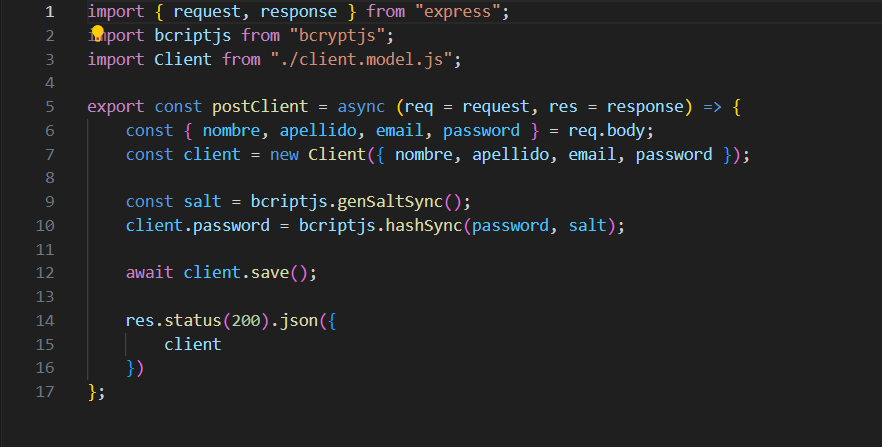 1 import { request, response } from "express";
2 import bcriptjs from "bcryptjs";
3 import Client from "./client.model.js";
4
5 export const postClient = async (req = request, res = response) => {
6     const { nombre, apellido, email, password } = req.body;
7     const client = new Client({ nombre, apellido, email, password });
8
9     const salt = bcriptjs.genSaltSync();
10     client.password = bcriptjs.hashSync(password, salt);
11
12     await client.save();
13
14     res.status(200).json({
15         client
16     })
17 };